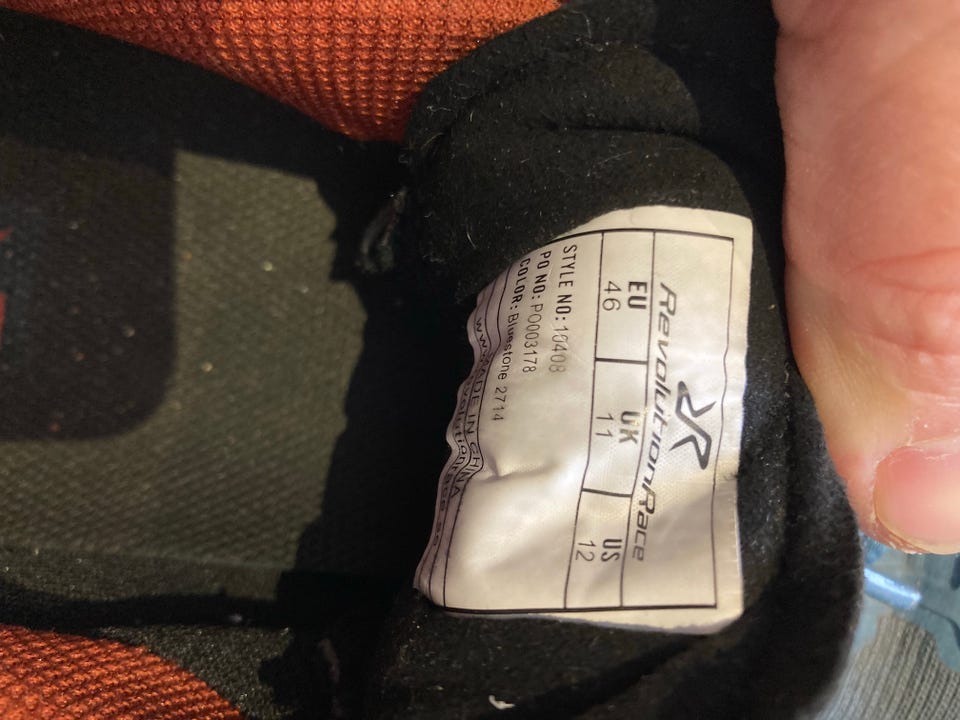 RevolutionRace
EU UK US
46 11 12
STYLE NO: 10408
PO NO: PO003178
COLOR: Bluestone 2714
MADE IN CHINA